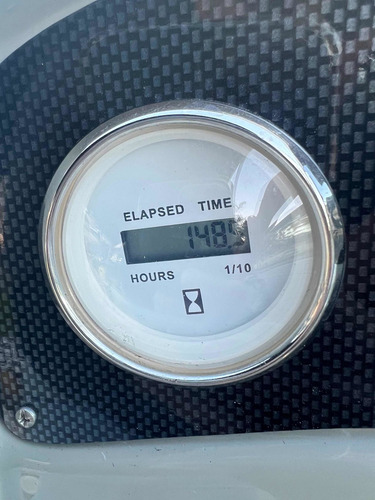 ELAPSED TIME
148
HOURS 1/10